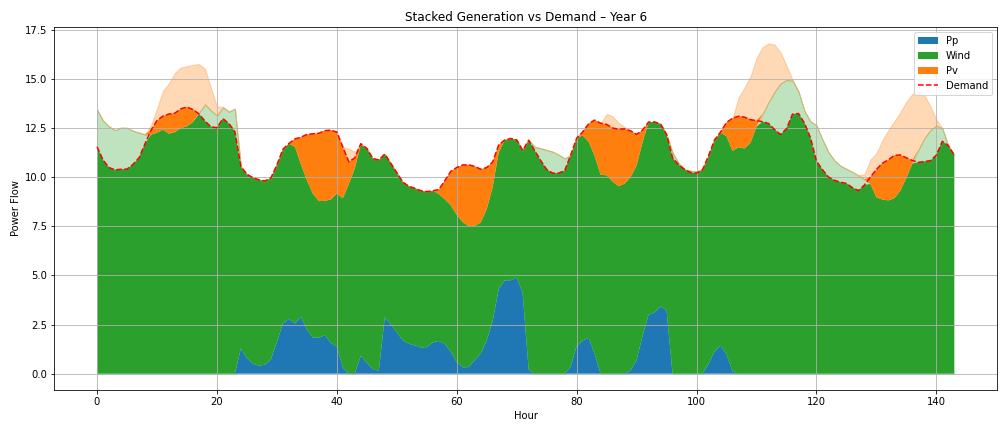 Stacked Generation vs Demand – Year 6
17.5
15.0
12.5
10.0
7.5
5.0
2.5
0.0
Power Flow
Pp
Wind
Pv
Demand
0 20 40 60 80 100 120 140
Hour